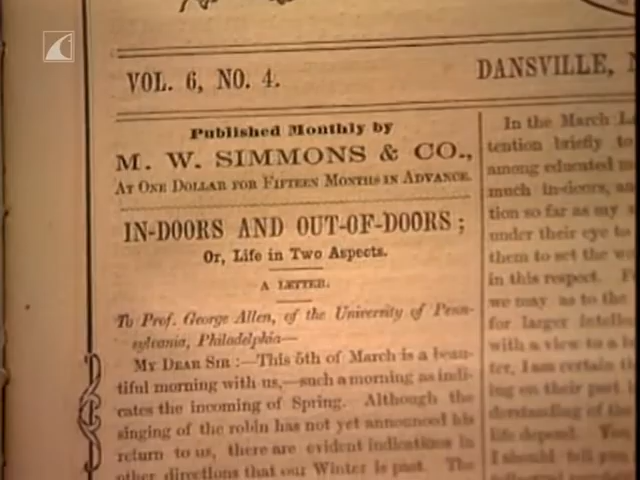 VOL. 6, NO. 4.
DANSVILLE,
Published Monthly by
M. W. SIMMONS & CO.,
AT ONE DOLLAR FOR FIFTEEN MONTHS IN ADVANCE.
IN-DOORS AND OUT-OF-DOORS;
Or, Life in Two Aspects.
A LETTER.
To Prof. George Allen, of the University of Penn-
sylvania, Philadelphia—
MY DEAR SIR:—This 5th of March is a beau-
tiful morning with us,—such a morning as indi-
cates the incoming of Spring. Although the
singing of the robin has not yet announced his
return to us, there are evident indications in
other directions that our Winter is past. The
In the March
tention briefly to
among educated
much in-doors,
tion so far as my
under their eye to
them to set the
in this respect.
we may as to the
for larger
with a view to a
ter, I am certain
ing on their part
derstanding of the
life depend. You
I should tell you